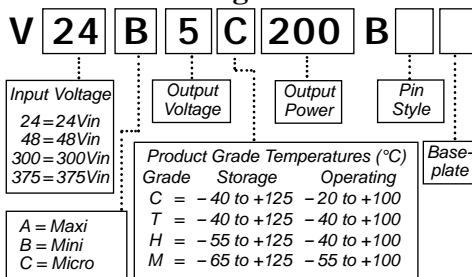 V 24 B 5 C 200 B
Input Voltage
24 = 24Vin
48 = 48Vin
300 = 300Vin
375 = 375Vin
Output
Voltage
Output
Power
Pin
Style
Base-
plate
Product Grade Temperatures (°C)
Grade Storage Operating
C = – 40 to +125 – 20 to +100
T = – 40 to +125 – 40 to +100
H = – 55 to +125 – 40 to +100
M = – 65 to +125 – 55 to +100
A = Maxi
B = Mini
C = Micro